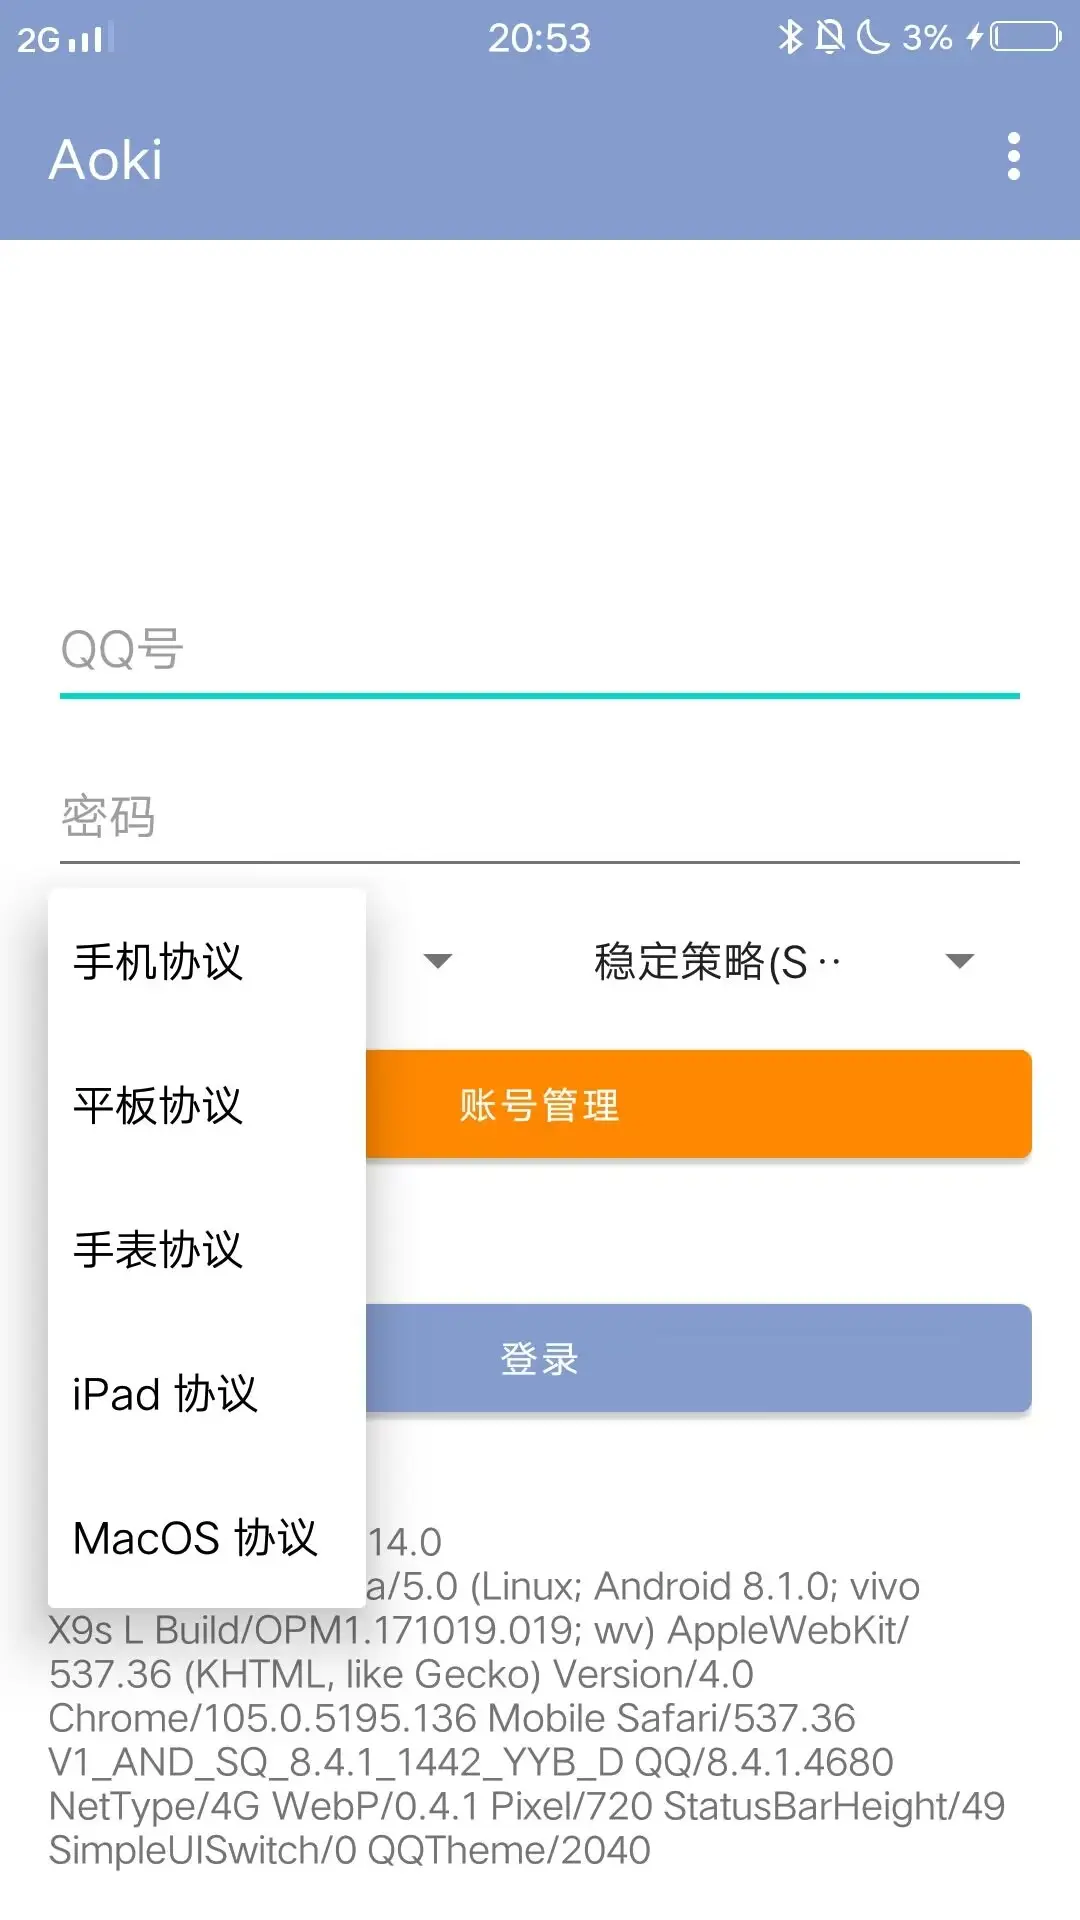 2G 20:53 3%
Aoki
QQ号
密码
手机协议
稳定策略(S··
平板协议
账号管理
手表协议
登录
iPad 协议
MacOS 协议
14.0
a/5.0 (Linux; Android 8.1.0; vivo
X9s L Build/OPM1.171019.019; wv) AppleWebKit/
537.36 (KHTML, like Gecko) Version/4.0
Chrome/105.0.5195.136 Mobile Safari/537.36
V1_AND_SQ_8.4.1_1442_YYB_D QQ/8.4.1.4680
NetType/4G WebP/0.4.1 Pixel/720 StatusBarHeight/49
SimpleUISwitch/0 QQTheme/2040